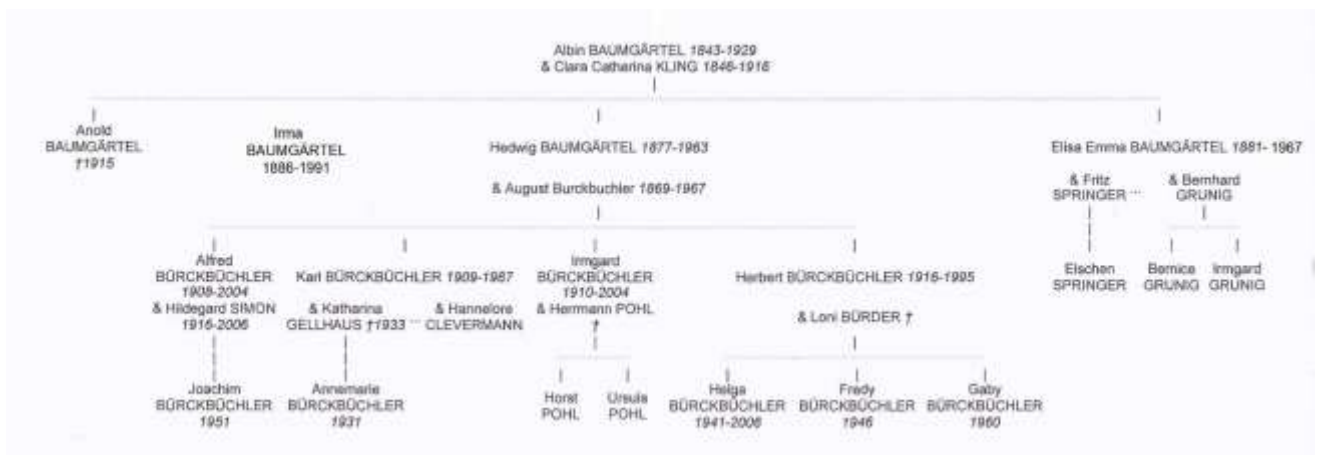 Albin BAUMGÄRTEL 1843-1929
& Clara Catharina KLING 1846-1916
Anold
BAUMGÄRTEL
†1915
Irma
BAUMGÄRTEL
1886-1991
Hedwig BAUMGÄRTEL 1877-1963
& August Burckbuchler 1869-1967
Elisa Emma BAUMGÄRTEL 1881- 1967
& Fritz
SPRINGER ...
& Bernhard
GRUNIG
Elschen
SPRINGER
Bernice
GRUNIG
Irmgard
GRUNIG
Alfred
BÜRCKBÜCHLER
1908-2004
& Hildegard SIMON
1916-2006
Karl BÜRCKBÜCHLER 1909-1987
& Katharina
GELLHAUS †1933 ...
& Hannelore
CLEVERMANN
Irmgard
BÜRCKBÜCHLER
1910-2004
& Herrmann POHL
†
Herbert BÜRCKBÜCHLER 1916-1995
& Loni BÜRDER †
Joachim
BÜRCKBÜCHLER
1951
Annemarie
BÜRCKBÜCHLER
1931
Horst
POHL
Ursula
POHL
Helga
BÜRCKBÜCHLER
1941-2006
Fredy
BÜRCKBÜCHLER
1946
Gaby
BÜRCKBÜCHLER
1960